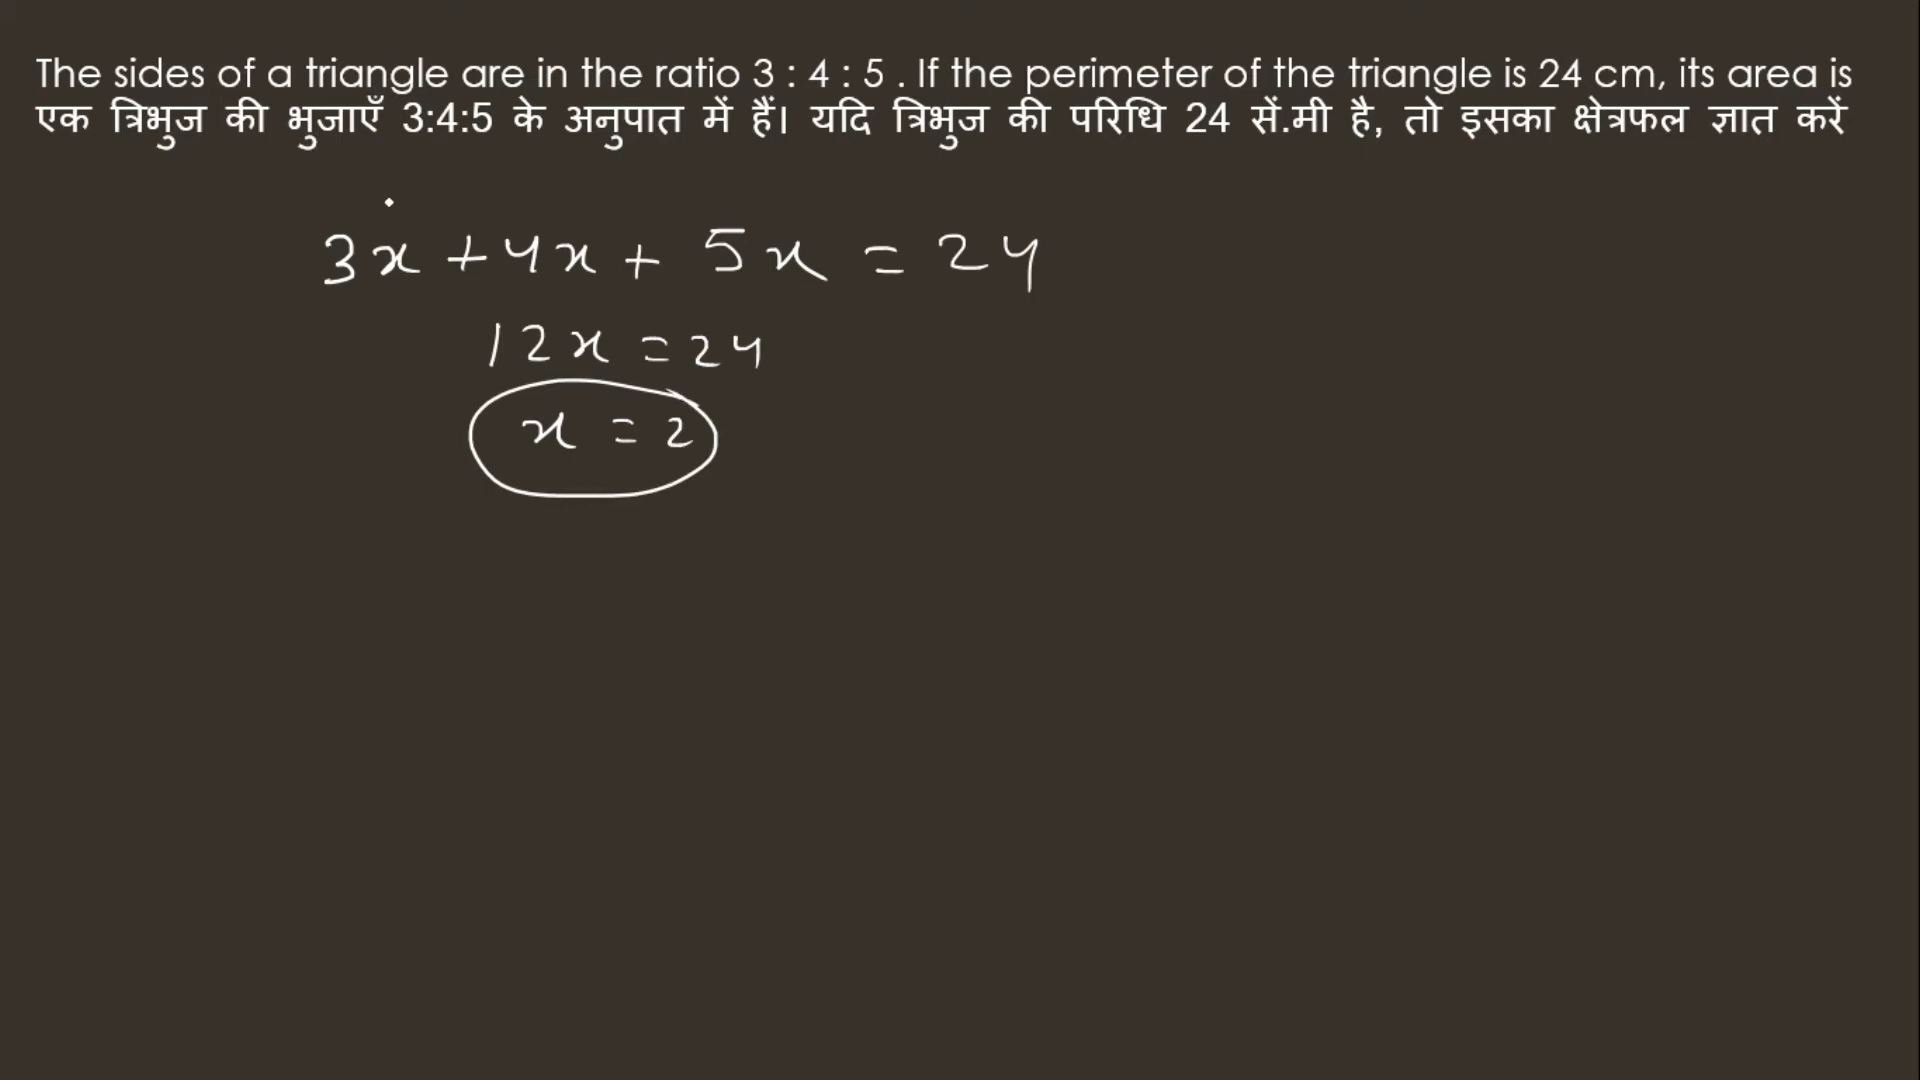 The sides of a triangle are in the ratio 3 : 4 : 5 . If the perimeter of the triangle is 24 cm, its area is
एक त्रिभुज की भुजाएँ 3:4:5 के अनुपात में हैं। यदि त्रिभुज की परिधि 24 सें.मी है, तो इसका क्षेत्रफल ज्ञात करें
3x + 4x + 5x = 24
12x = 24
x = 2